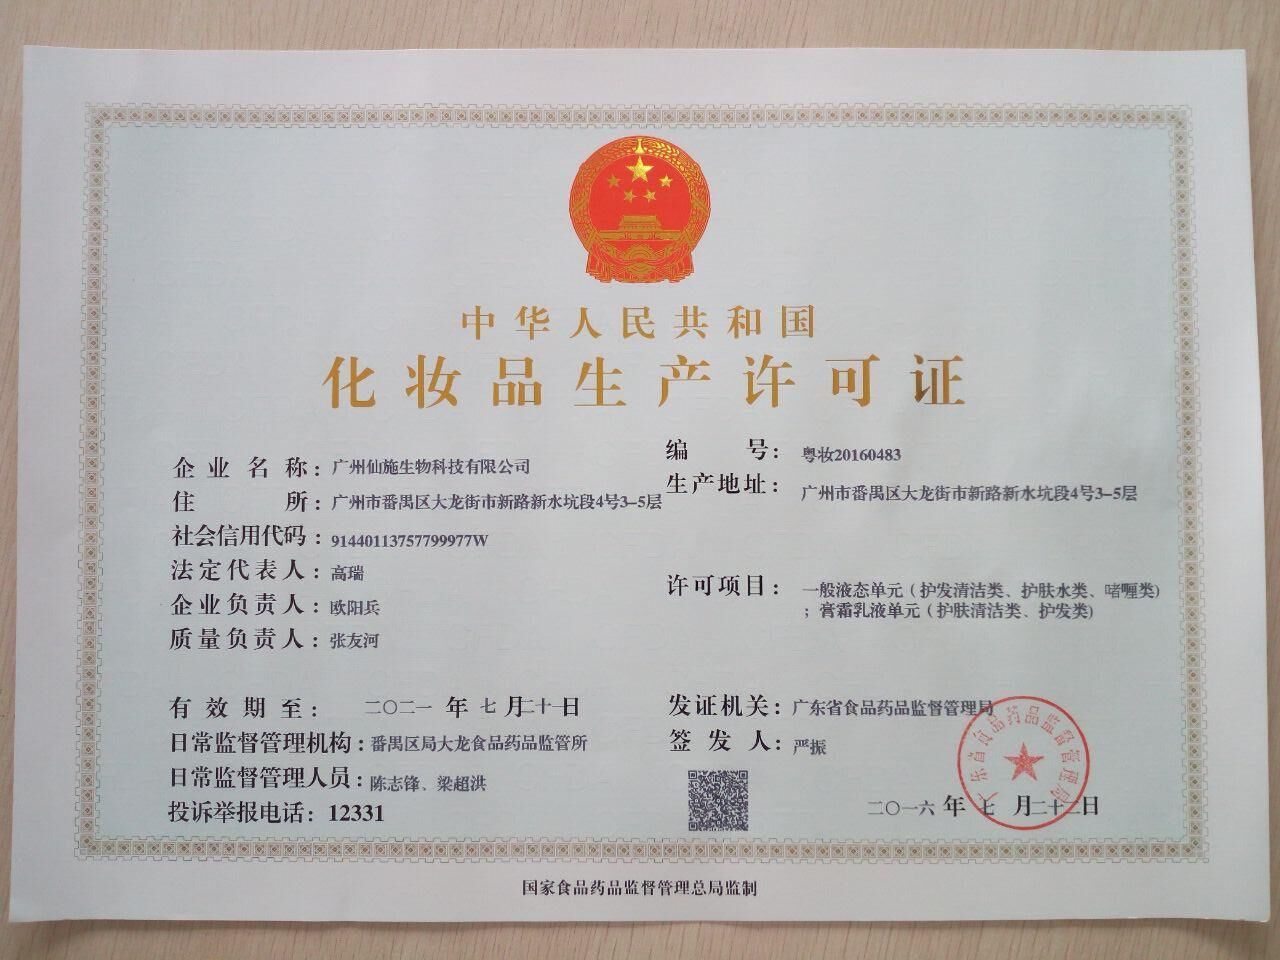 中华人民共和国
化妆品生产许可证
企业名称：广州仙施生物科技有限公司
住所：广州市番禺区大龙街市新路新水坑段4号3-5层
社会信用代码：91440113757799977W
法定代表人：高瑞
企业负责人：欧阳兵
质量负责人：张友河
编号：粤妆20160483
生产地址：广州市番禺区大龙街市新路新水坑段4号3-5层
许可项目：一般液态单元（护发清洁类、护肤水类、啫喱类)
；膏霜乳液单元（护肤清洁类、护发类)
有效期至：二〇二一年七月二十一日
日常监督管理机构：番禺区局大龙食品药品监管所
日常监督管理人员：陈志锋、梁超洪
投诉举报电话：12331
发证机关：广东省食品药品监督管理局
签发人：严振
广东省食品药品监督管理局
二〇一六年七月二十二日
国家食品药品监督管理总局监制